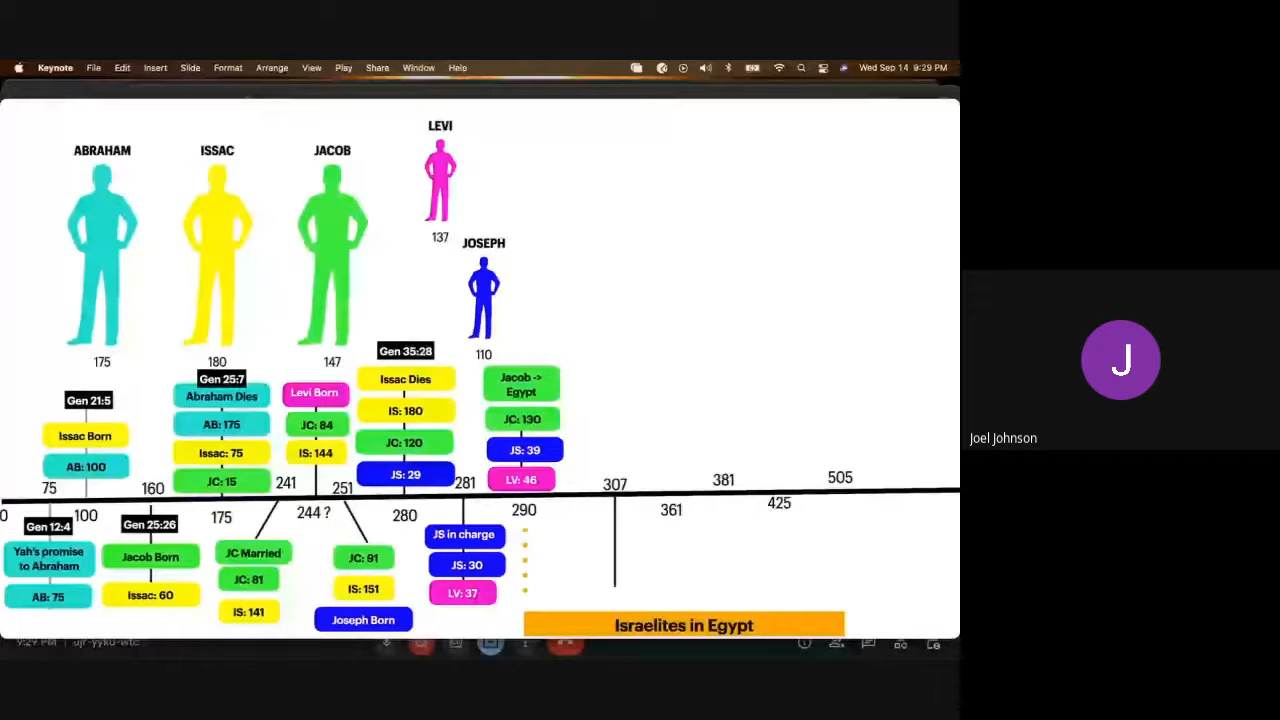 Keynote File Edit Insert Slide Format Arrange View Play Share Window Help Wed Sep 14 9:29 PM
LEVI
ABRAHAM ISSAC JACOB
137
JOSEPH
175 180 147 110
Gen 21:5
Issac Born
AB: 100
Gen 25:7
Abraham Dies
AB: 175
Issac: 75
JC: 15
Levi Born
JC: 84
IS: 144
Gen 35:28
Issac Dies
IS: 180
JC: 120
JS: 29
Jacob ->
Egypt
JC: 130
JS: 39
LV: 46
75 160 241 251 281 307 381 505
0 100 175 244 ? 280 290 361 425
Gen 12:4
Yah's promise
to Abraham
AB: 75
Gen 25:26
Jacob Born
Issac: 60
JC Married
JC: 81
IS: 141
JC: 91
IS: 151
Joseph Born
JS in charge
JS: 30
LV: 37
Israelites in Egypt
9:29 PM
J
Joel Johnson